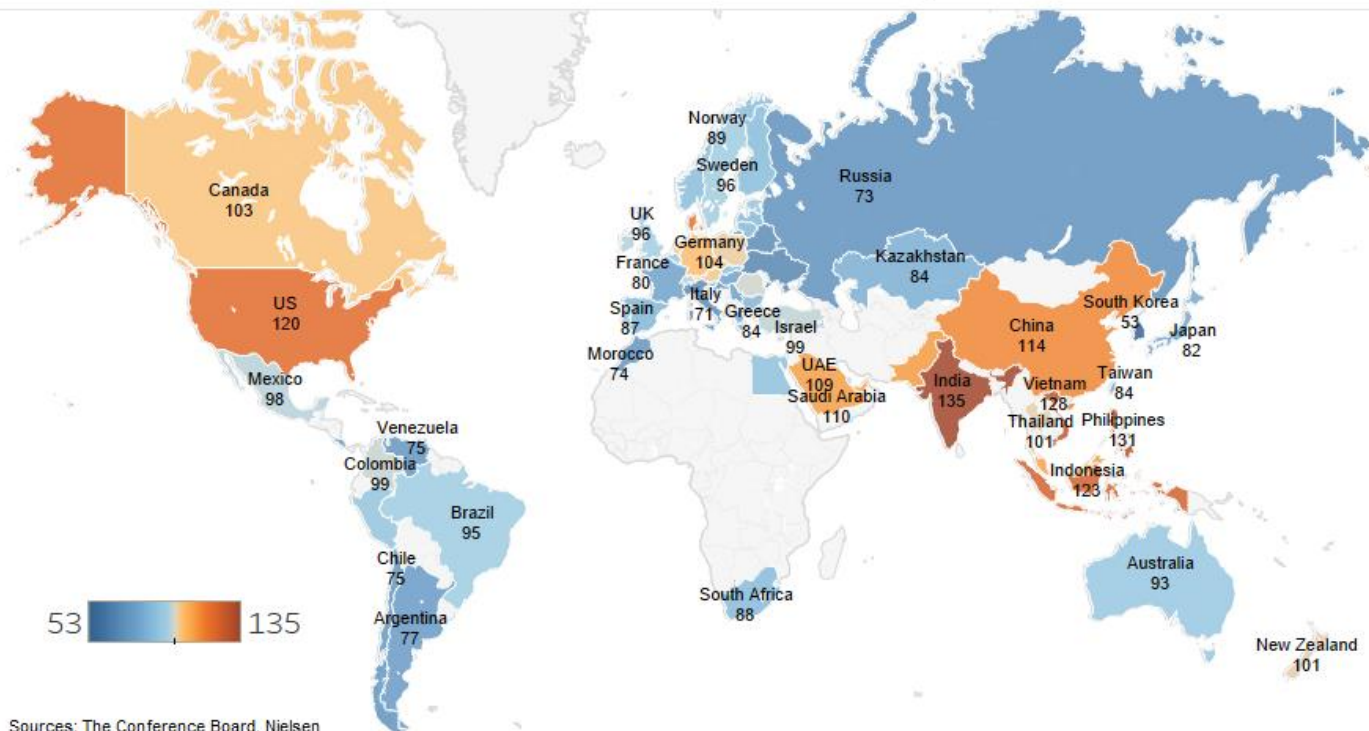 Norway
89
Sweden
96
Russia
73
Canada
103
UK
96
Germany
104
France
80
Kazakhstan
84
Italy
71
Greece
84
Spain
87
Israel
99
US
120
South Korea
53
China
114
Japan
82
Morocco
74
UAE
109
Saudi Arabia
110
India
135
Taiwan
84
Vietnam
128
Thailand
101
Philippines
131
Mexico
98
Venezuela
75
Colombia
99
Indonesia
123
Brazil
95
Chile
75
Argentina
77
South Africa
88
Australia
93
New Zealand
101
53 135
Sources: The Conference Board, Nielsen